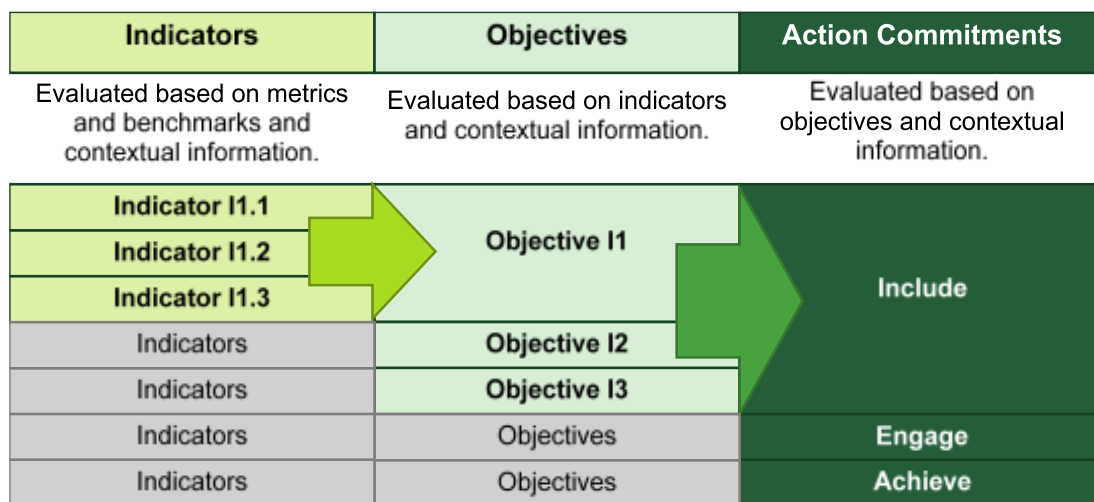 Indicators
Objectives
Action Commitments
Evaluated based on metrics
and benchmarks and
contextual information.
Evaluated based on indicators
and contextual information.
Evaluated based on
objectives and contextual
information.
Indicator I1.1
Indicator I1.2
Indicator I1.3
Objective I1
Include
Indicators
Objective I2
Indicators
Objective I3
Indicators
Objectives
Engage
Indicators
Objectives
Achieve